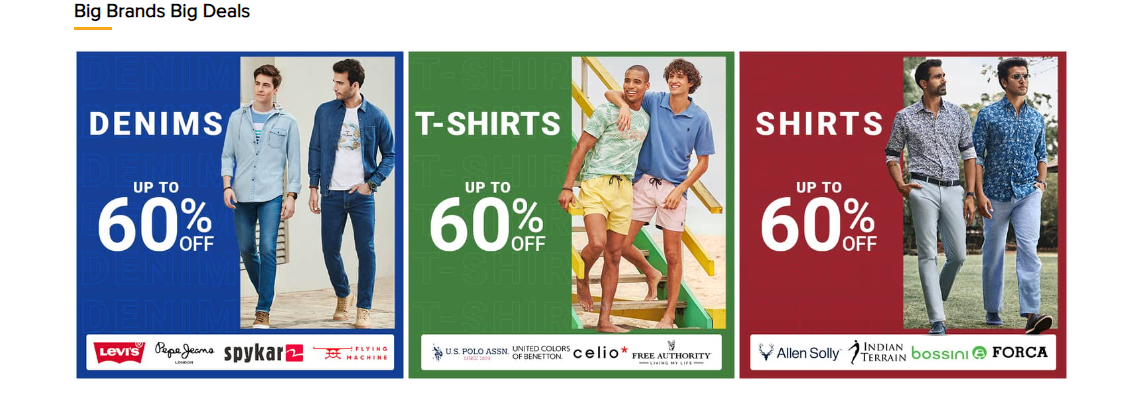 Big Brands Big Deals
DENIMS
UP TO
60%
OFF
LEVI'S
Pepe Jeans
LONDON
spykar
FLYING
MACHINE
T-SHIRTS
UP TO
60%
OFF
U.S. POLO ASSN.
SINCE 1890
UNITED COLORS
OF BENETTON.
celio*
FREE AUTHORITY
LIVING MY LIFE
SHIRTS
UP TO
60%
OFF
Allen Solly
INDIAN
TERRAIN
bossini
FORCA